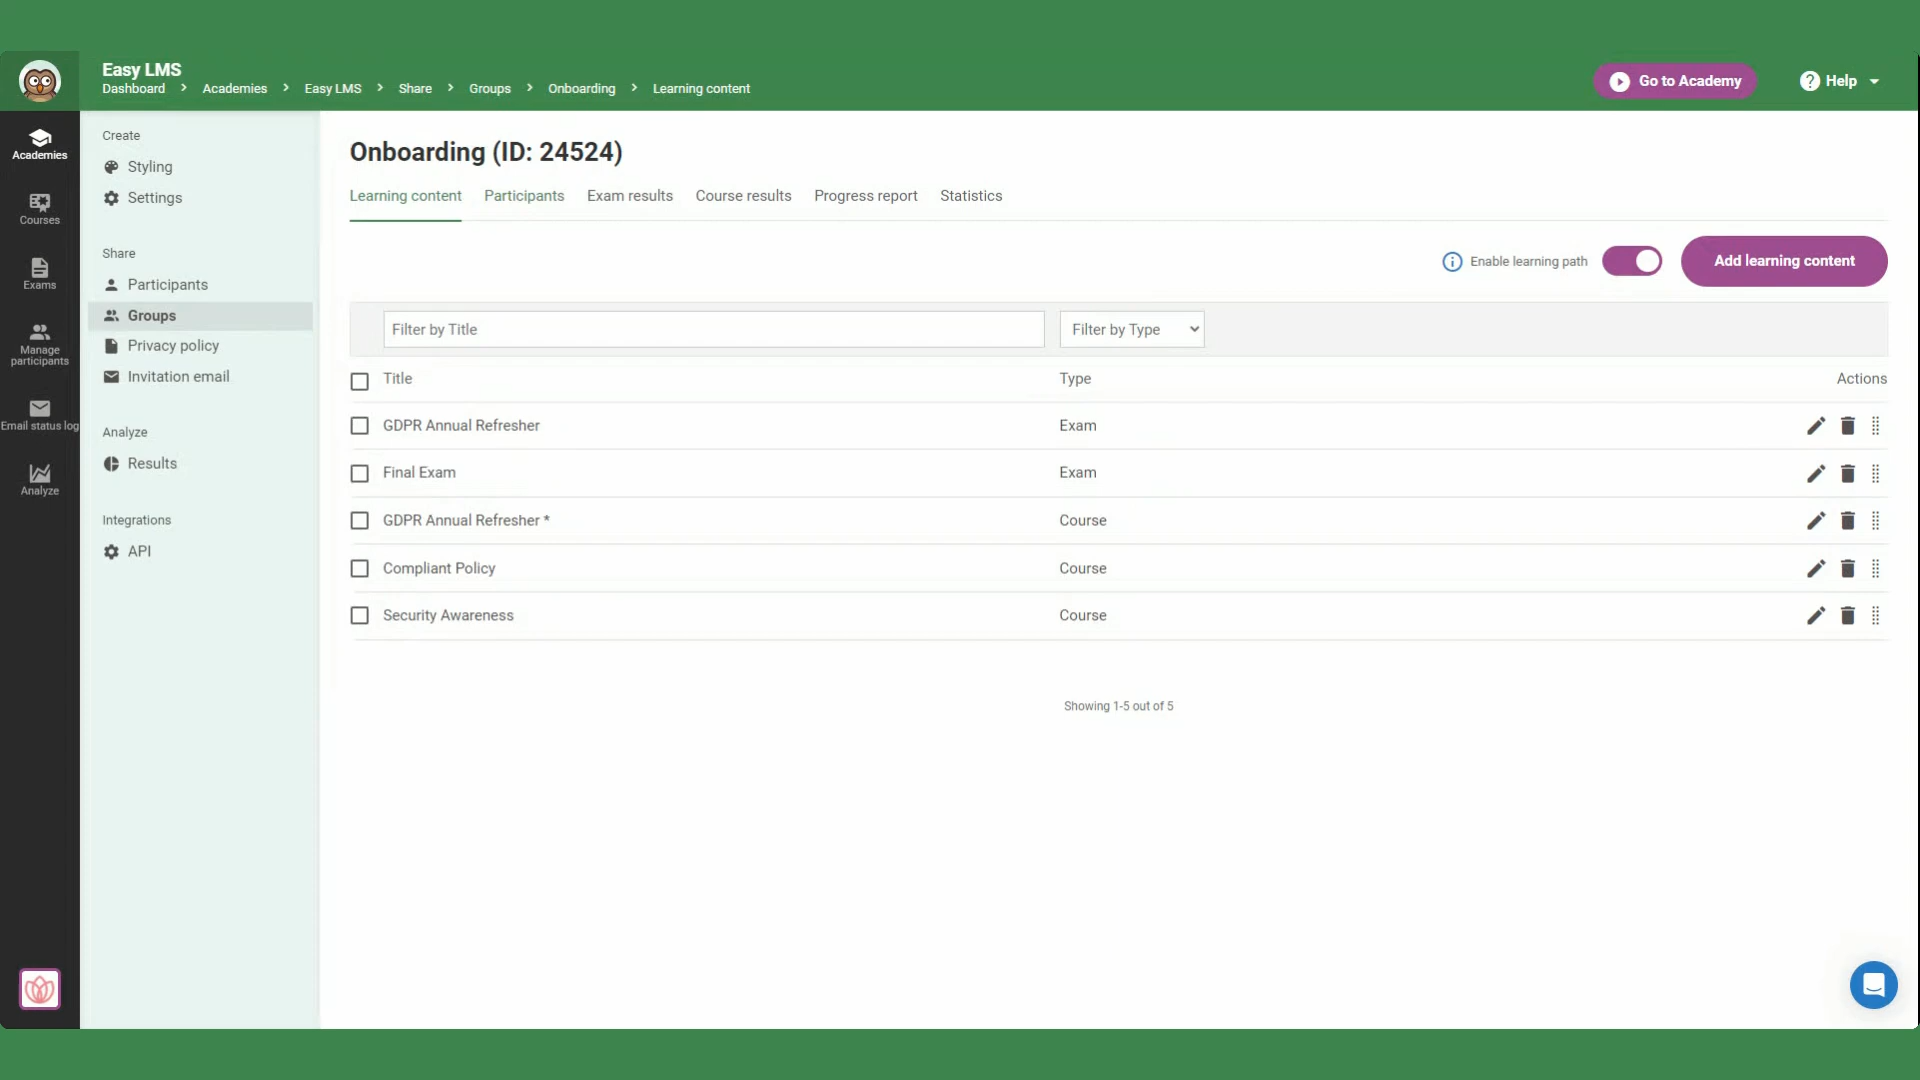 Easy LMS
Dashboard > Academies > Easy LMS > Share > Groups > Onboarding > Learning content
Go to Academy
? Help
Academies
Courses
Exams
Manage
participants
Email status log
Analyze
Create
Styling
Settings
Share
Participants
Groups
Privacy policy
Invitation email
Analyze
Results
Integrations
API
Onboarding (ID: 24524)
Learning content Participants Exam results Course results Progress report Statistics
i Enable learning path Add learning content
Filter by Title Filter by Type
Title Type Actions
GDPR Annual Refresher Exam
Final Exam Exam
GDPR Annual Refresher * Course
Compliant Policy Course
Security Awareness Course
Showing 1-5 out of 5